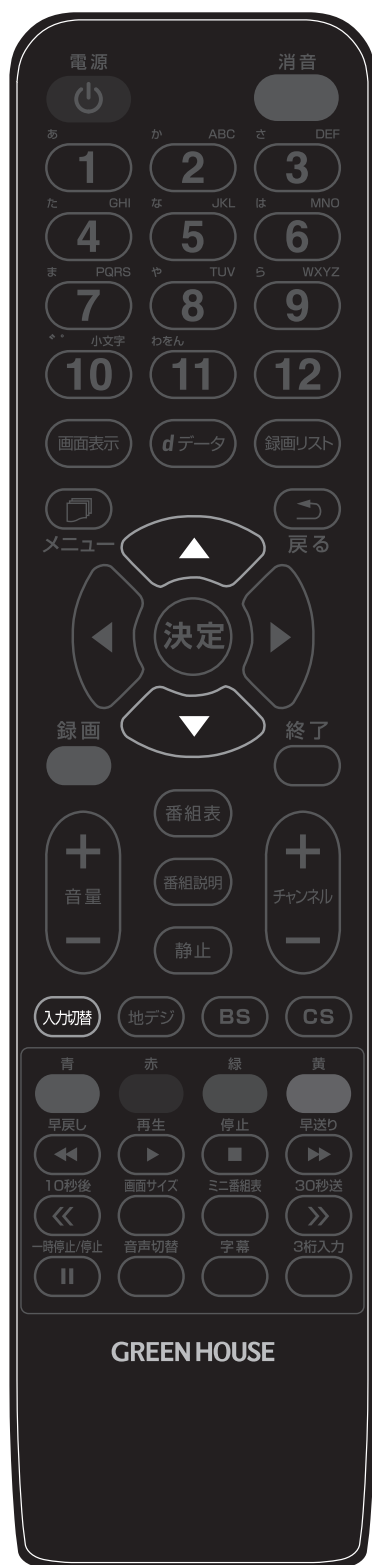 電源 消音
あ か ABC さ DEF
1 2 3
た GHI な JKL は MNO
4 5 6
ま PQRS や TUV ら WXYZ
7 8 9
゛゜ 小文字 わをん
10 11 12
画面表示 dデータ 録画リスト
メニュー 戻る
決定
録画 終了
番組表
+ +
番組説明
音量 チャンネル
静止
− −
入力切替 地デジ BS CS
青 赤 緑 黄
早戻し 再生 停止 早送り
10秒後 画面サイズ ミニ番組表 30秒送
一時停止/停止 音声切替 字幕 3桁入力
GREEN HOUSE